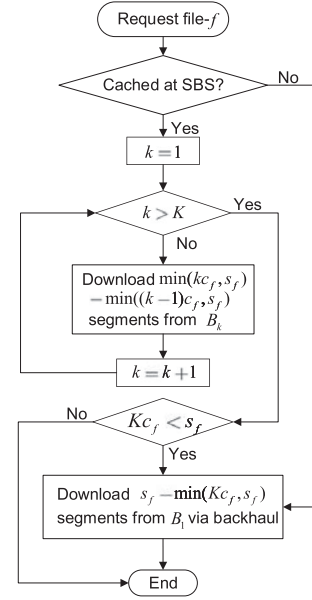 Request file-f
Cached at SBS?
No
Yes
k = 1
k > K
Yes
No
Download min(kc_f, s_f)
− min((k − 1)c_f, s_f)
segments from B_k
k = k + 1
No
Kc_f < s_f
Yes
Download s_f − min(Kc_f, s_f)
segments from B_1 via backhaul
End